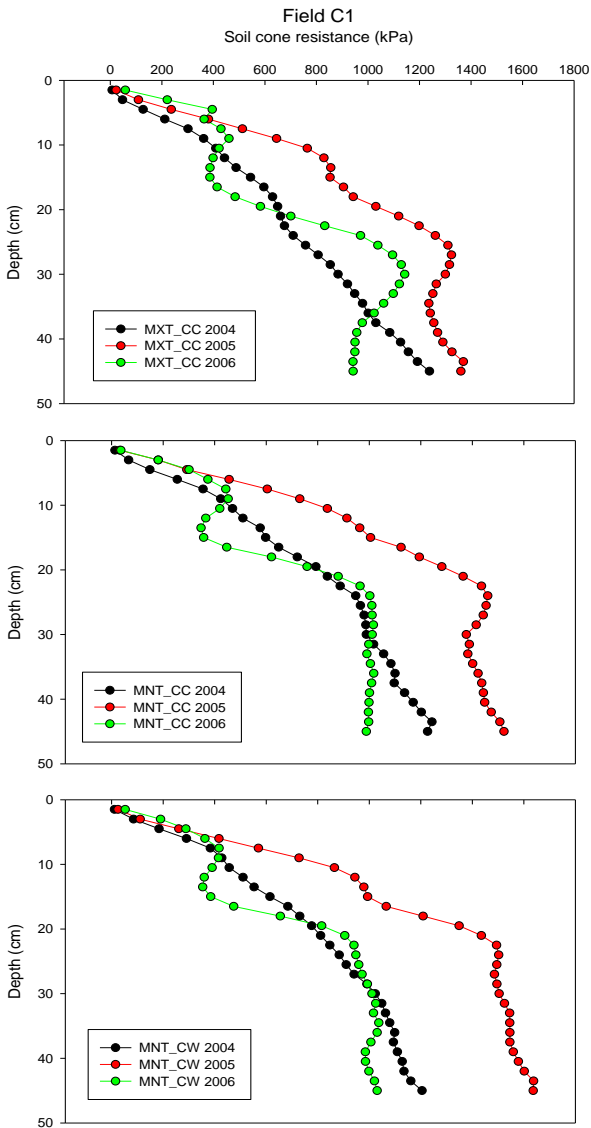 Field C1
Soil cone resistance (kPa)
0 200 400 600 800 1000 1200 1400 1600 1800
0
10
20
30
40
50
Depth (cm)
MXT_CC 2004
MXT_CC 2005
MXT_CC 2006
0
10
20
30
40
50
Depth (cm)
MNT_CC 2004
MNT_CC 2005
MNT_CC 2006
0
10
20
30
40
50
Depth (cm)
MNT_CW 2004
MNT_CW 2005
MNT_CW 2006